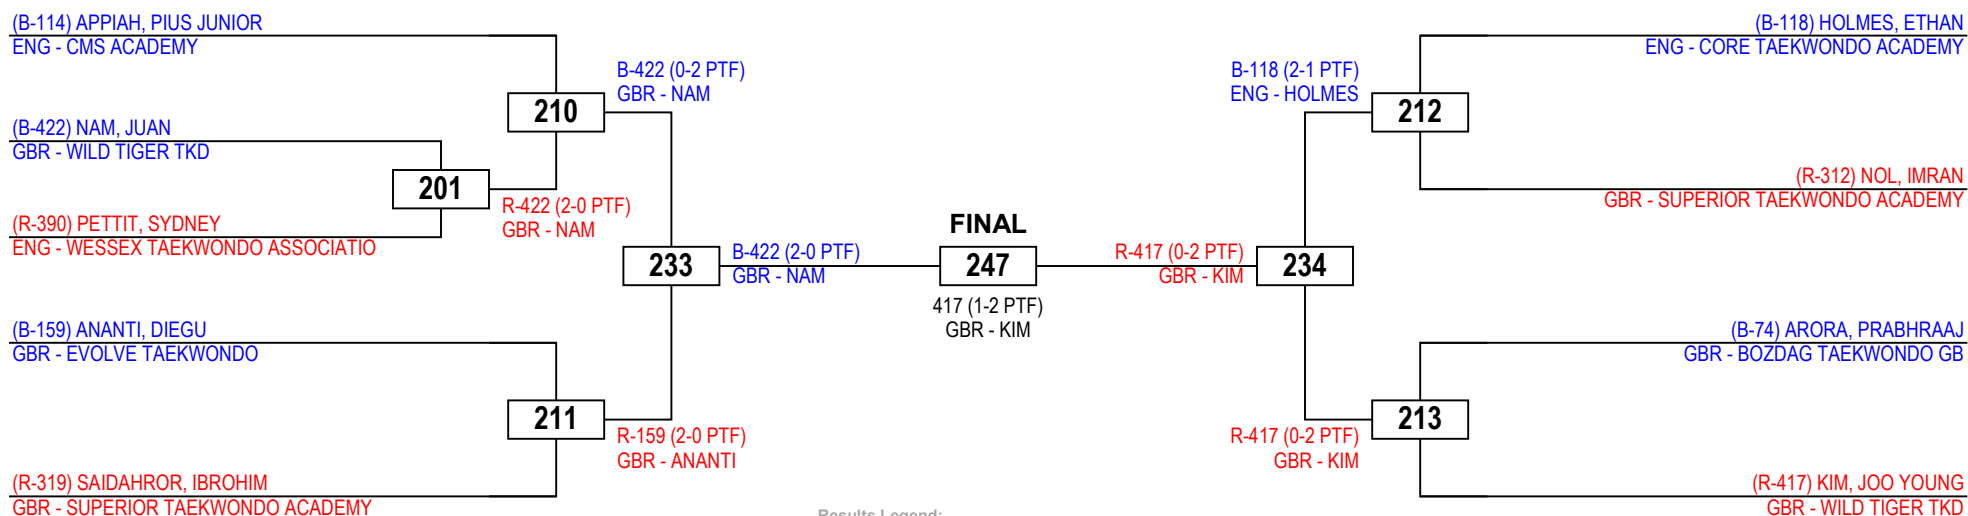 (B-114) APPIAH, PIUS JUNIOR
ENG - CMS ACADEMY
(B-422) NAM, JUAN
GBR - WILD TIGER TKD
(R-390) PETTIT, SYDNEY
ENG - WESSEX TAEKWONDO ASSOCIATIO
(B-159) ANANTI, DIEGU
GBR - EVOLVE TAEKWONDO
(R-319) SAIDAHROR, IBROHIM
GBR - SUPERIOR TAEKWONDO ACADEMY
201
R-422 (2-0 PTF)
GBR - NAM
210
B-422 (0-2 PTF)
GBR - NAM
211
R-159 (2-0 PTF)
GBR - ANANTI
233
B-422 (2-0 PTF)
GBR - NAM
FINAL
247
417 (1-2 PTF)
GBR - KIM
R-417 (0-2 PTF)
GBR - KIM
234
B-118 (2-1 PTF)
ENG - HOLMES
212
R-417 (0-2 PTF)
GBR - KIM
213
(B-118) HOLMES, ETHAN
ENG - CORE TAEKWONDO ACADEMY
(R-312) NOL, IMRAN
GBR - SUPERIOR TAEKWONDO ACADEMY
(B-74) ARORA, PRABHRAAJ
GBR - BOZDAG TAEKWONDO GB
(R-417) KIM, JOO YOUNG
GBR - WILD TIGER TKD
Results Legend: